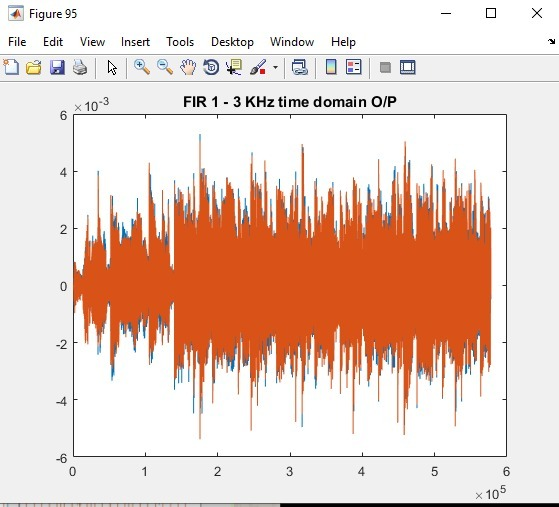 Figure 95
File Edit View Insert Tools Desktop Window Help
FIR 1 - 3 KHz time domain O/P
×10-3
6
4
2
0
-2
-4
-6
0 1 2 3 4 5 6
×105